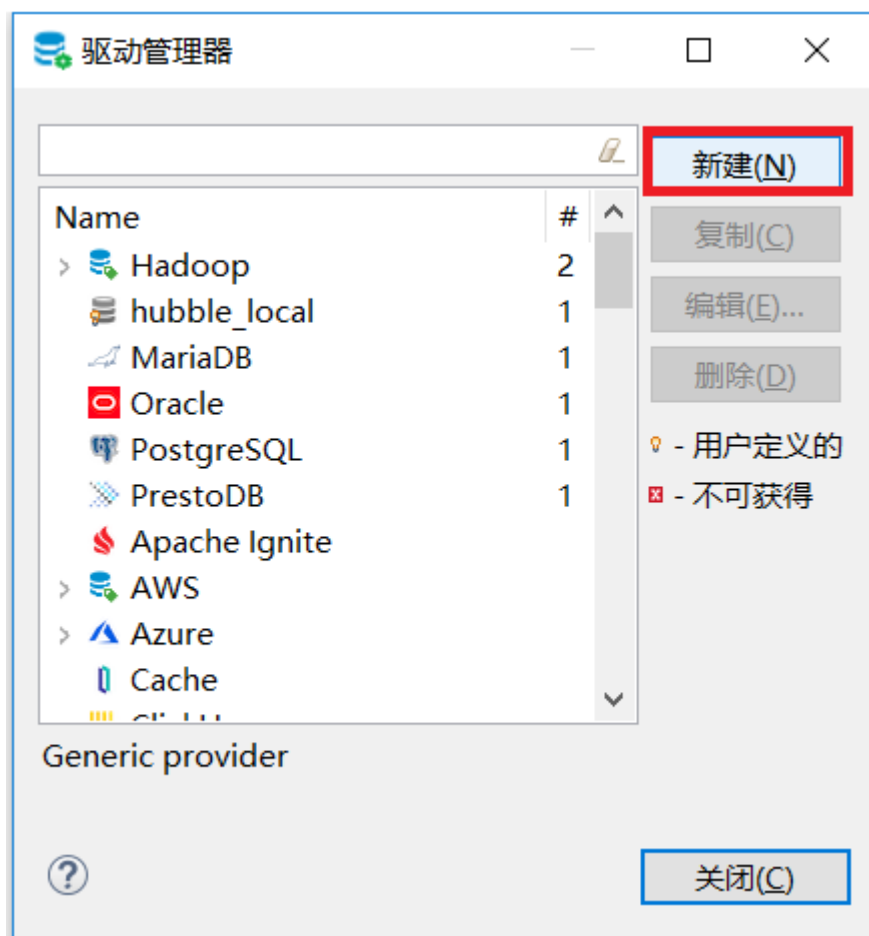 驱动管理器
新建(N)
Name #
复制(C)
Hadoop 2
hubble_local 1
编辑(E)...
MariaDB 1
删除(D)
Oracle 1
PostgreSQL 1
- 用户定义的
PrestoDB 1
- 不可获得
Apache Ignite
AWS
Azure
Cache
Generic provider
关闭(C)